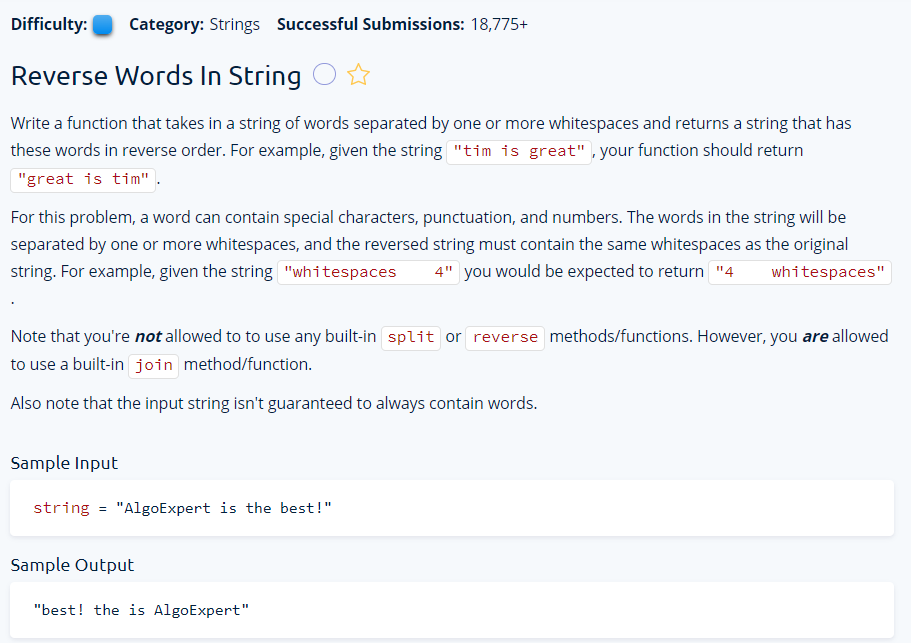 Difficulty: Category: Strings Successful Submissions: 18,775+
Reverse Words In String
Write a function that takes in a string of words separated by one or more whitespaces and returns a string that has
these words in reverse order. For example, given the string "tim is great", your function should return
"great is tim".
For this problem, a word can contain special characters, punctuation, and numbers. The words in the string will be
separated by one or more whitespaces, and the reversed string must contain the same whitespaces as the original
string. For example, given the string "whitespaces    4" you would be expected to return "4    whitespaces"
.
Note that you're not allowed to to use any built-in split or reverse methods/functions. However, you are allowed
to use a built-in join method/function.
Also note that the input string isn't guaranteed to always contain words.
Sample Input
string = "AlgoExpert is the best!"
Sample Output
"best! the is AlgoExpert"